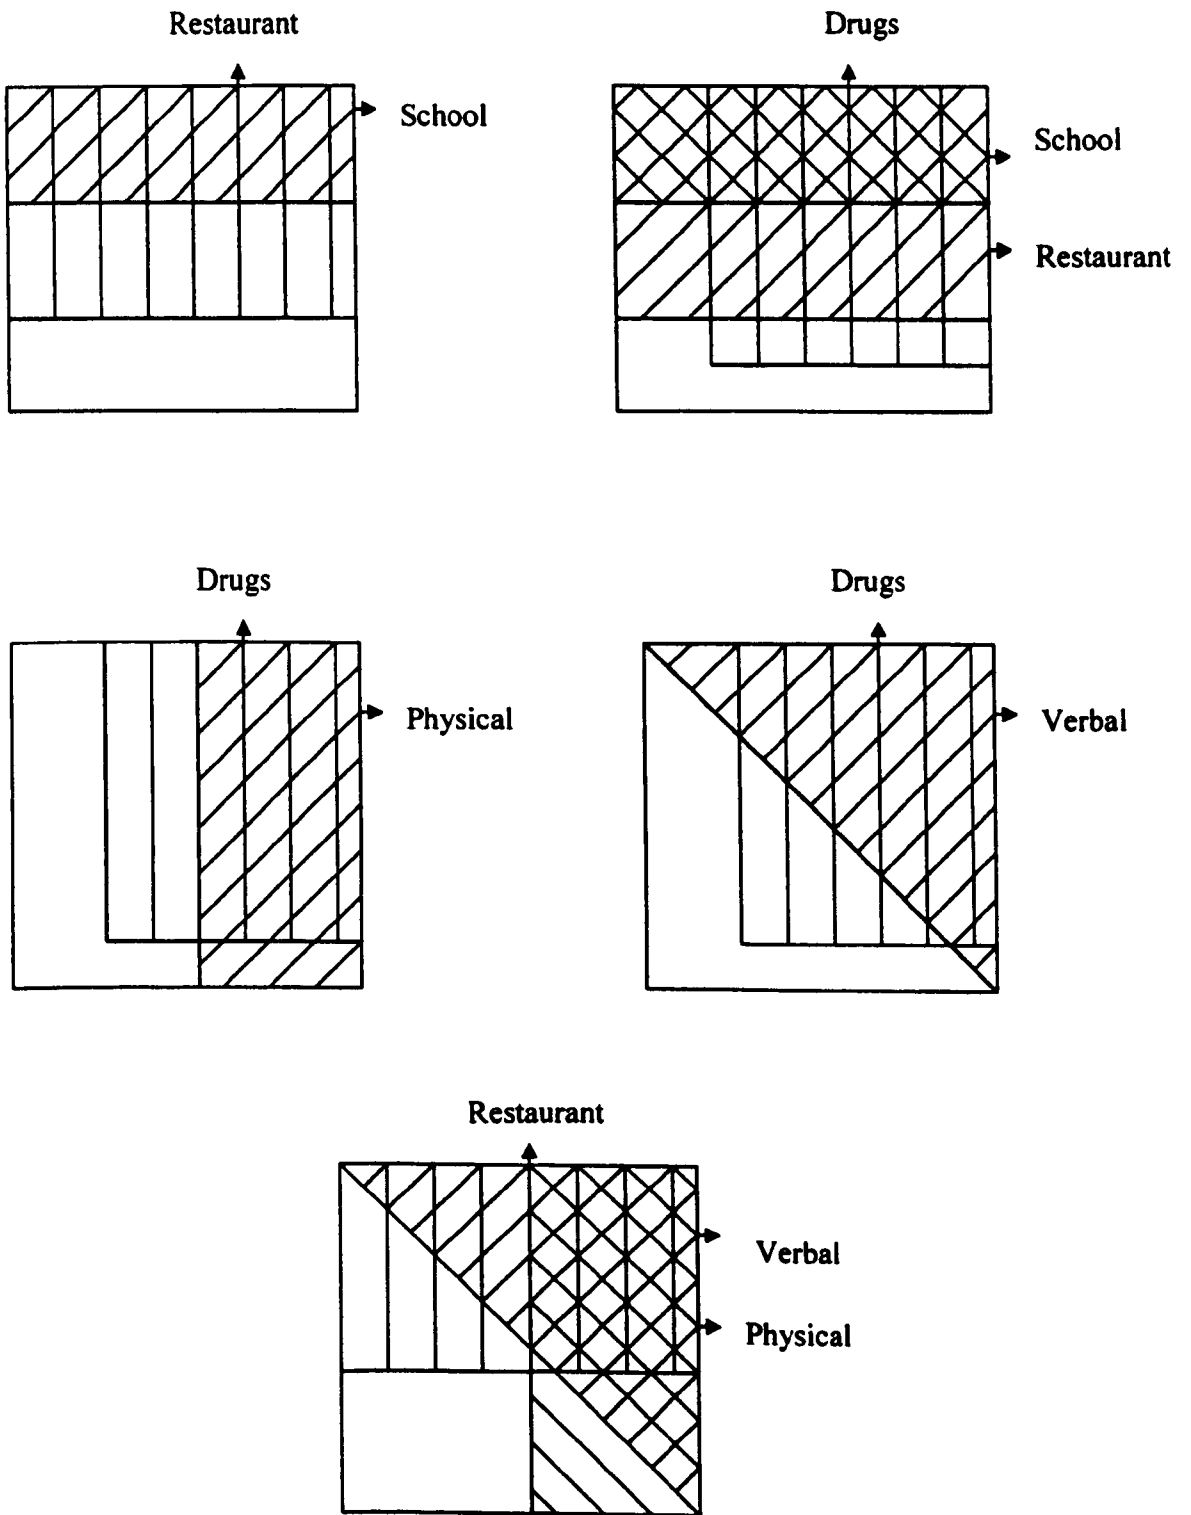 Restaurant
School
Drugs
School
Restaurant
Drugs
Physical
Drugs
Verbal
Restaurant
Verbal
Physical